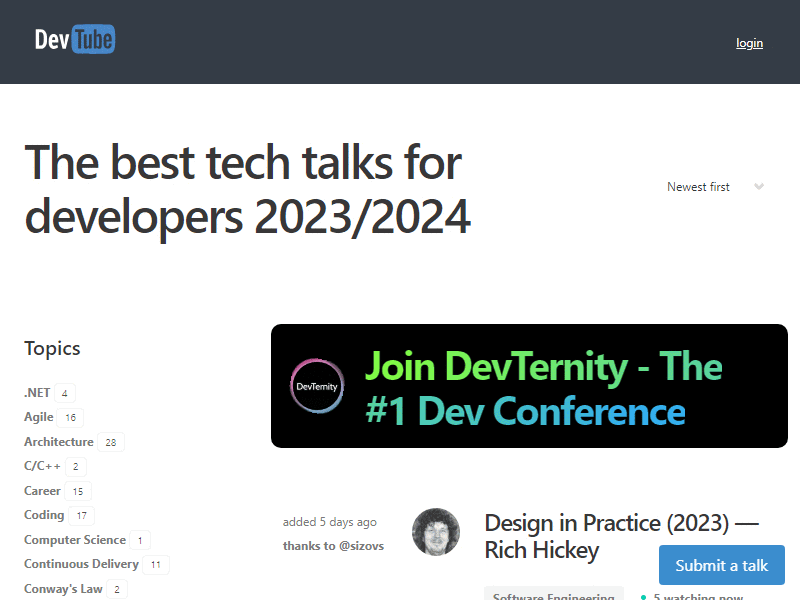 DevTube
login
The best tech talks for
developers 2023/2024
Newest first
Topics
.NET 4
Agile 16
Architecture 28
C/C++ 2
Career 15
Coding 17
Computer Science 1
Continuous Delivery 11
Conway's Law 2
DevTernity
Join DevTernity - The
#1 Dev Conference
added 5 days ago
thanks to @sizovs
Design in Practice (2023) —
Rich Hickey
Submit a talk
Software Engineering
5 watching now